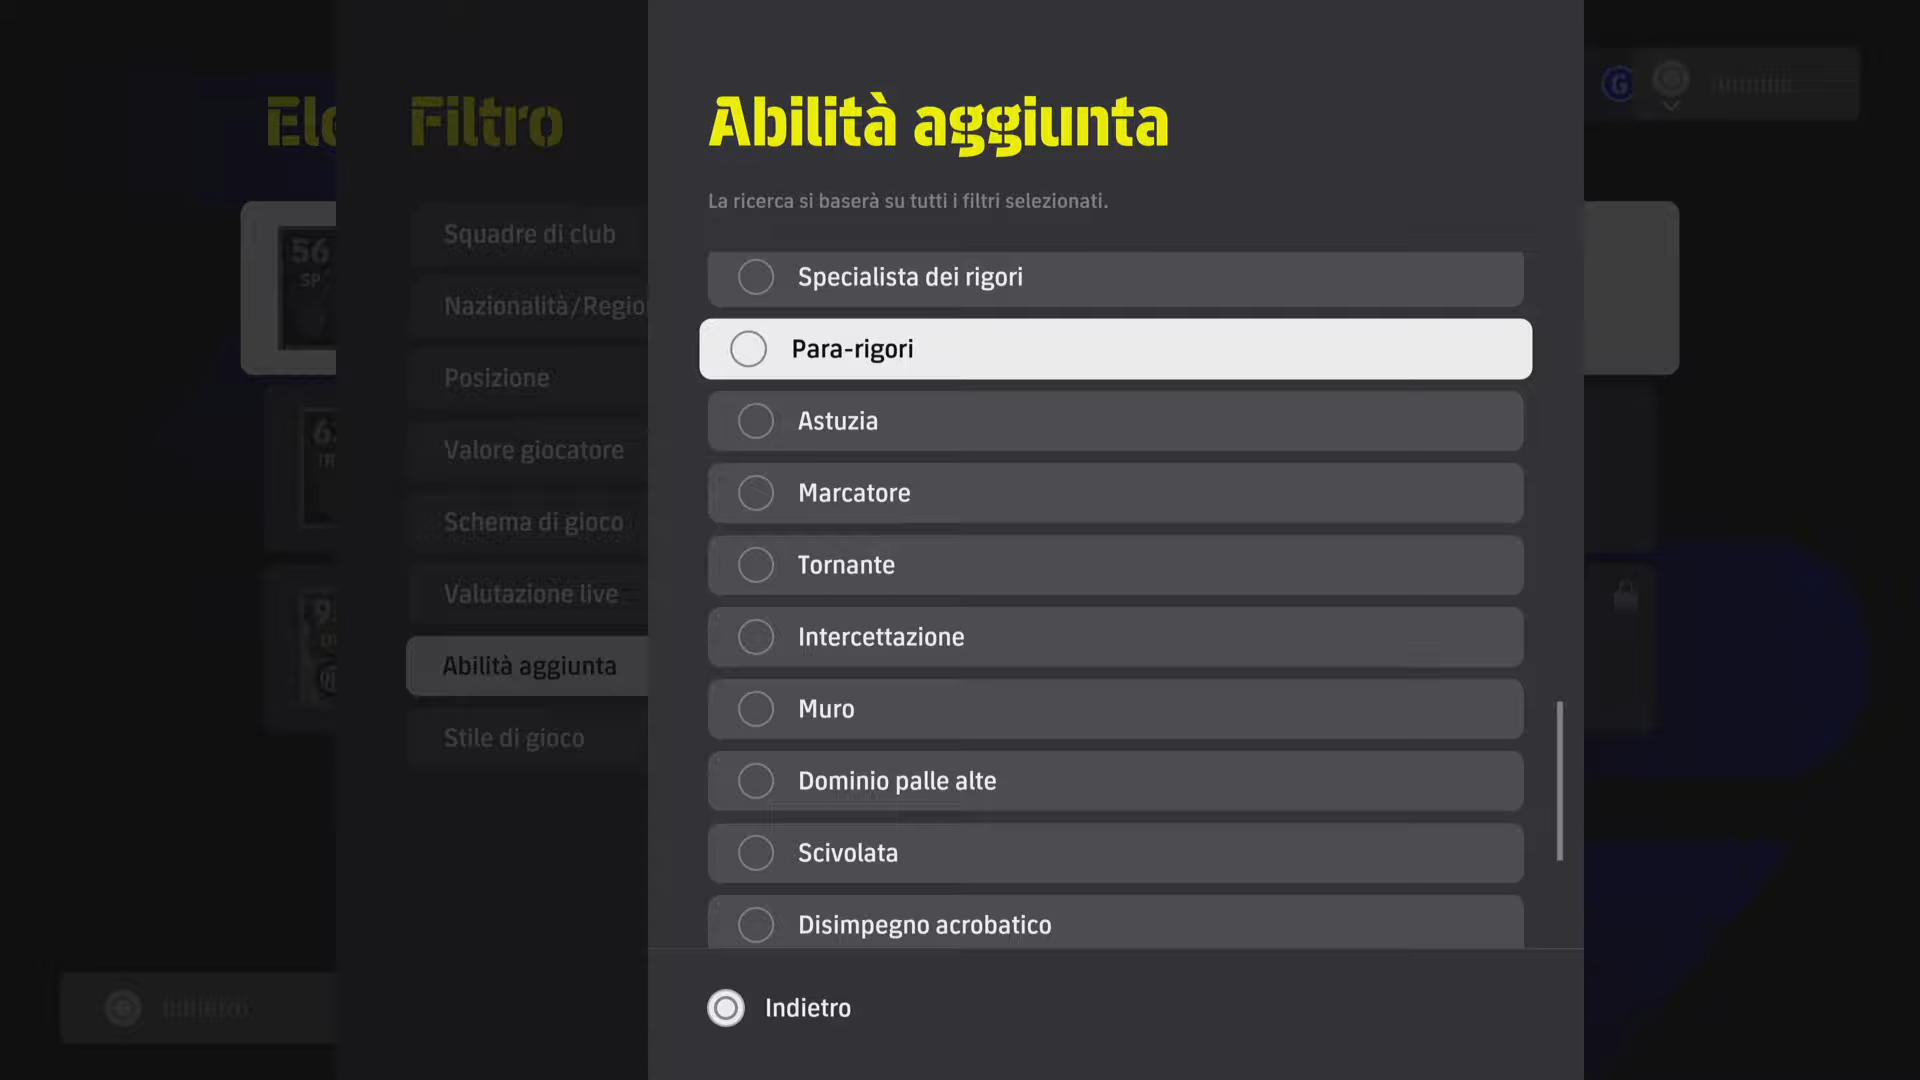 Filtro
Abilità aggiunta
La ricerca si baserà su tutti i filtri selezionati.
56
SP
Squadre di club
Nazionalità/Regio
Posizione
Valore giocatore
Schema di gioco
Valutazione live
Abilità aggiunta
Stile di gioco
Specialista dei rigori
Para-rigori
Astuzia
Marcatore
Tornante
Intercettazione
Muro
Dominio palle alte
Scivolata
Disimpegno acrobatico
Indietro
G